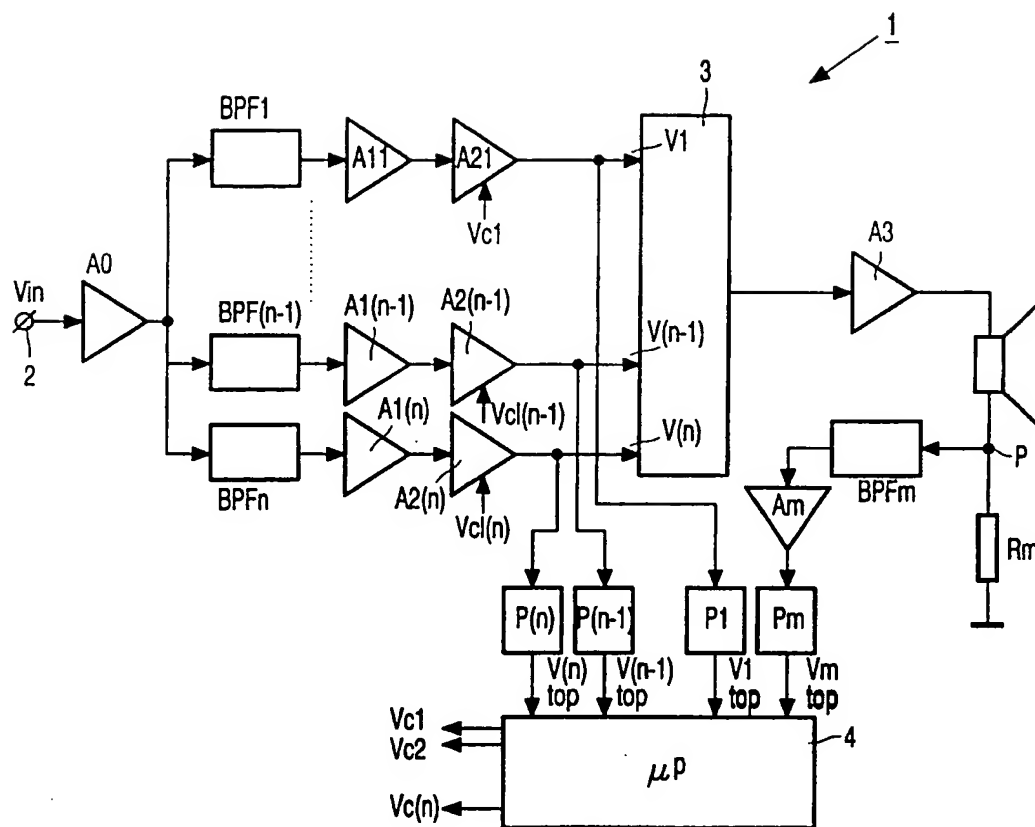 1
BPF1
3
A11
A21
V1
Vc1
A3
A0
Vin
2
BPF(n-1)
A1(n-1)
A2(n-1)
V(n-1)
Vcl(n-1)
A1(n)
V(n)
BPFn
A2(n)
Vcl(n)
P
BPFm
Am
Rm
P(n)
P(n-1)
P1
Pm
V(n) top
V(n-1) top
V1 top
Vm top
Vc1
Vc2
Vc(n)
μP
4